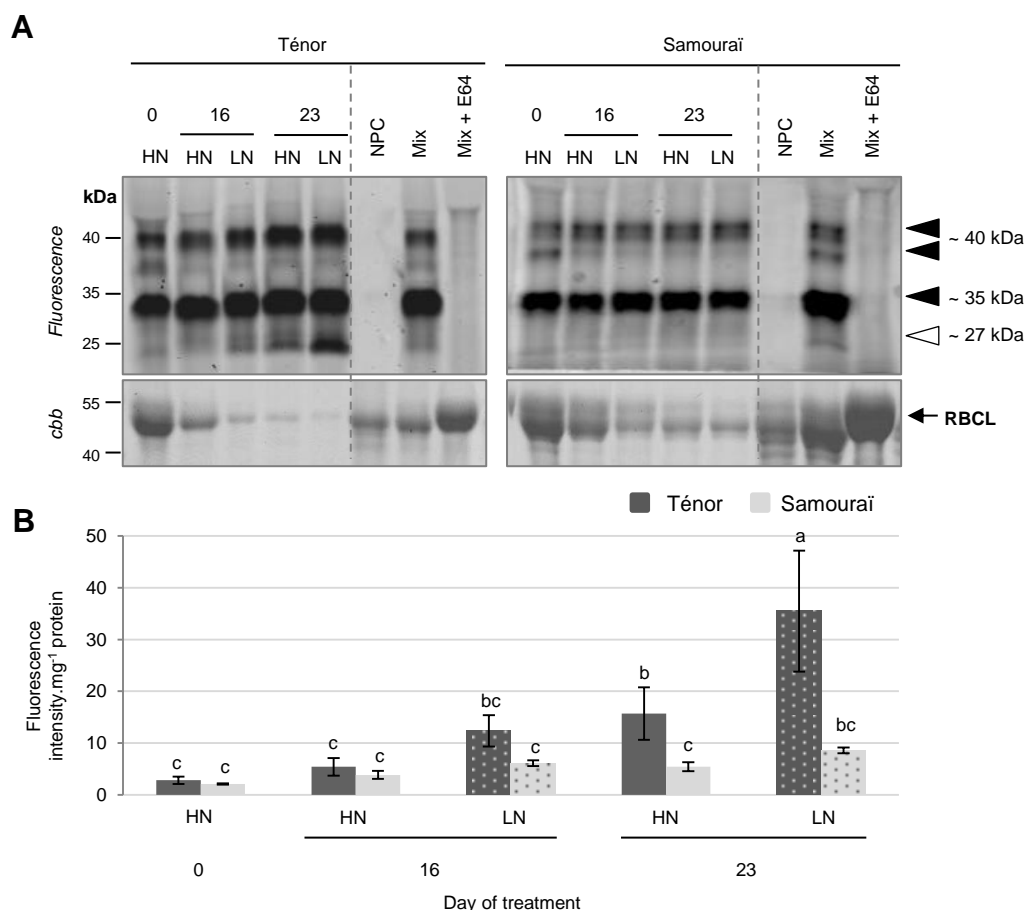 A
Ténor
Samouraï
0 16 23 NPC Mix Mix + E64 0 16 23 NPC Mix Mix + E64
HN HN LN HN LN HN HN LN HN LN
kDa
Fluorescence
40
35
25
~ 40 kDa
~ 35 kDa
~ 27 kDa
cbb
55
40
RBCL
B
Ténor Samouraï
Fluorescence
intensity.mg⁻¹ protein
50
40
30
20
10
0
c c c c bc c b c a bc
HN HN LN HN LN
0 16 23
Day of treatment